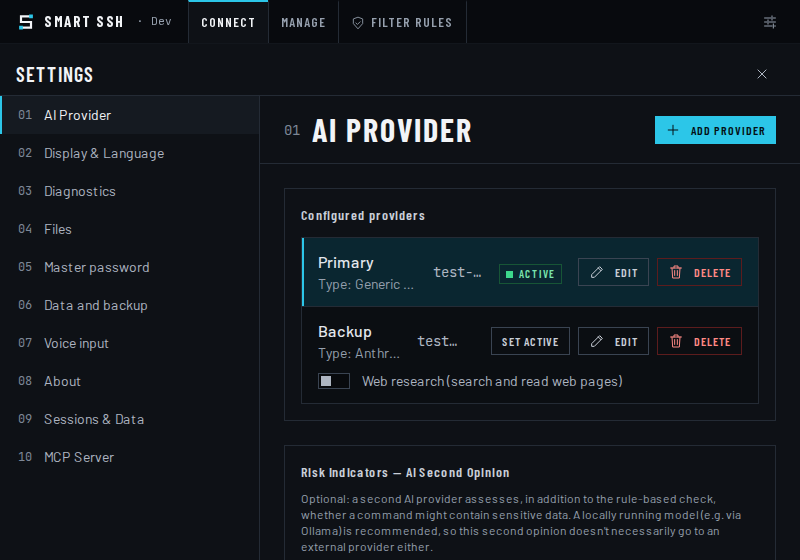 SMART SSH · Dev CONNECT MANAGE FILTER RULES
SETTINGS
01 AI Provider
02 Display & Language
03 Diagnostics
04 Files
05 Master password
06 Data and backup
07 Voice input
08 About
09 Sessions & Data
10 MCP Server
01 AI PROVIDER
ADD PROVIDER
Configured providers
Primary
Type: Generic ...
test-...
ACTIVE
EDIT
DELETE
Backup
Type: Anthr...
test...
SET ACTIVE
EDIT
DELETE
Web research (search and read web pages)
Risk indicators — AI Second Opinion
Optional: a second AI provider assesses, in addition to the rule-based check,
whether a command might contain sensitive data. A locally running model (e.g. via
Ollama) is recommended, so this second opinion doesn't necessarily go to an
external provider either.